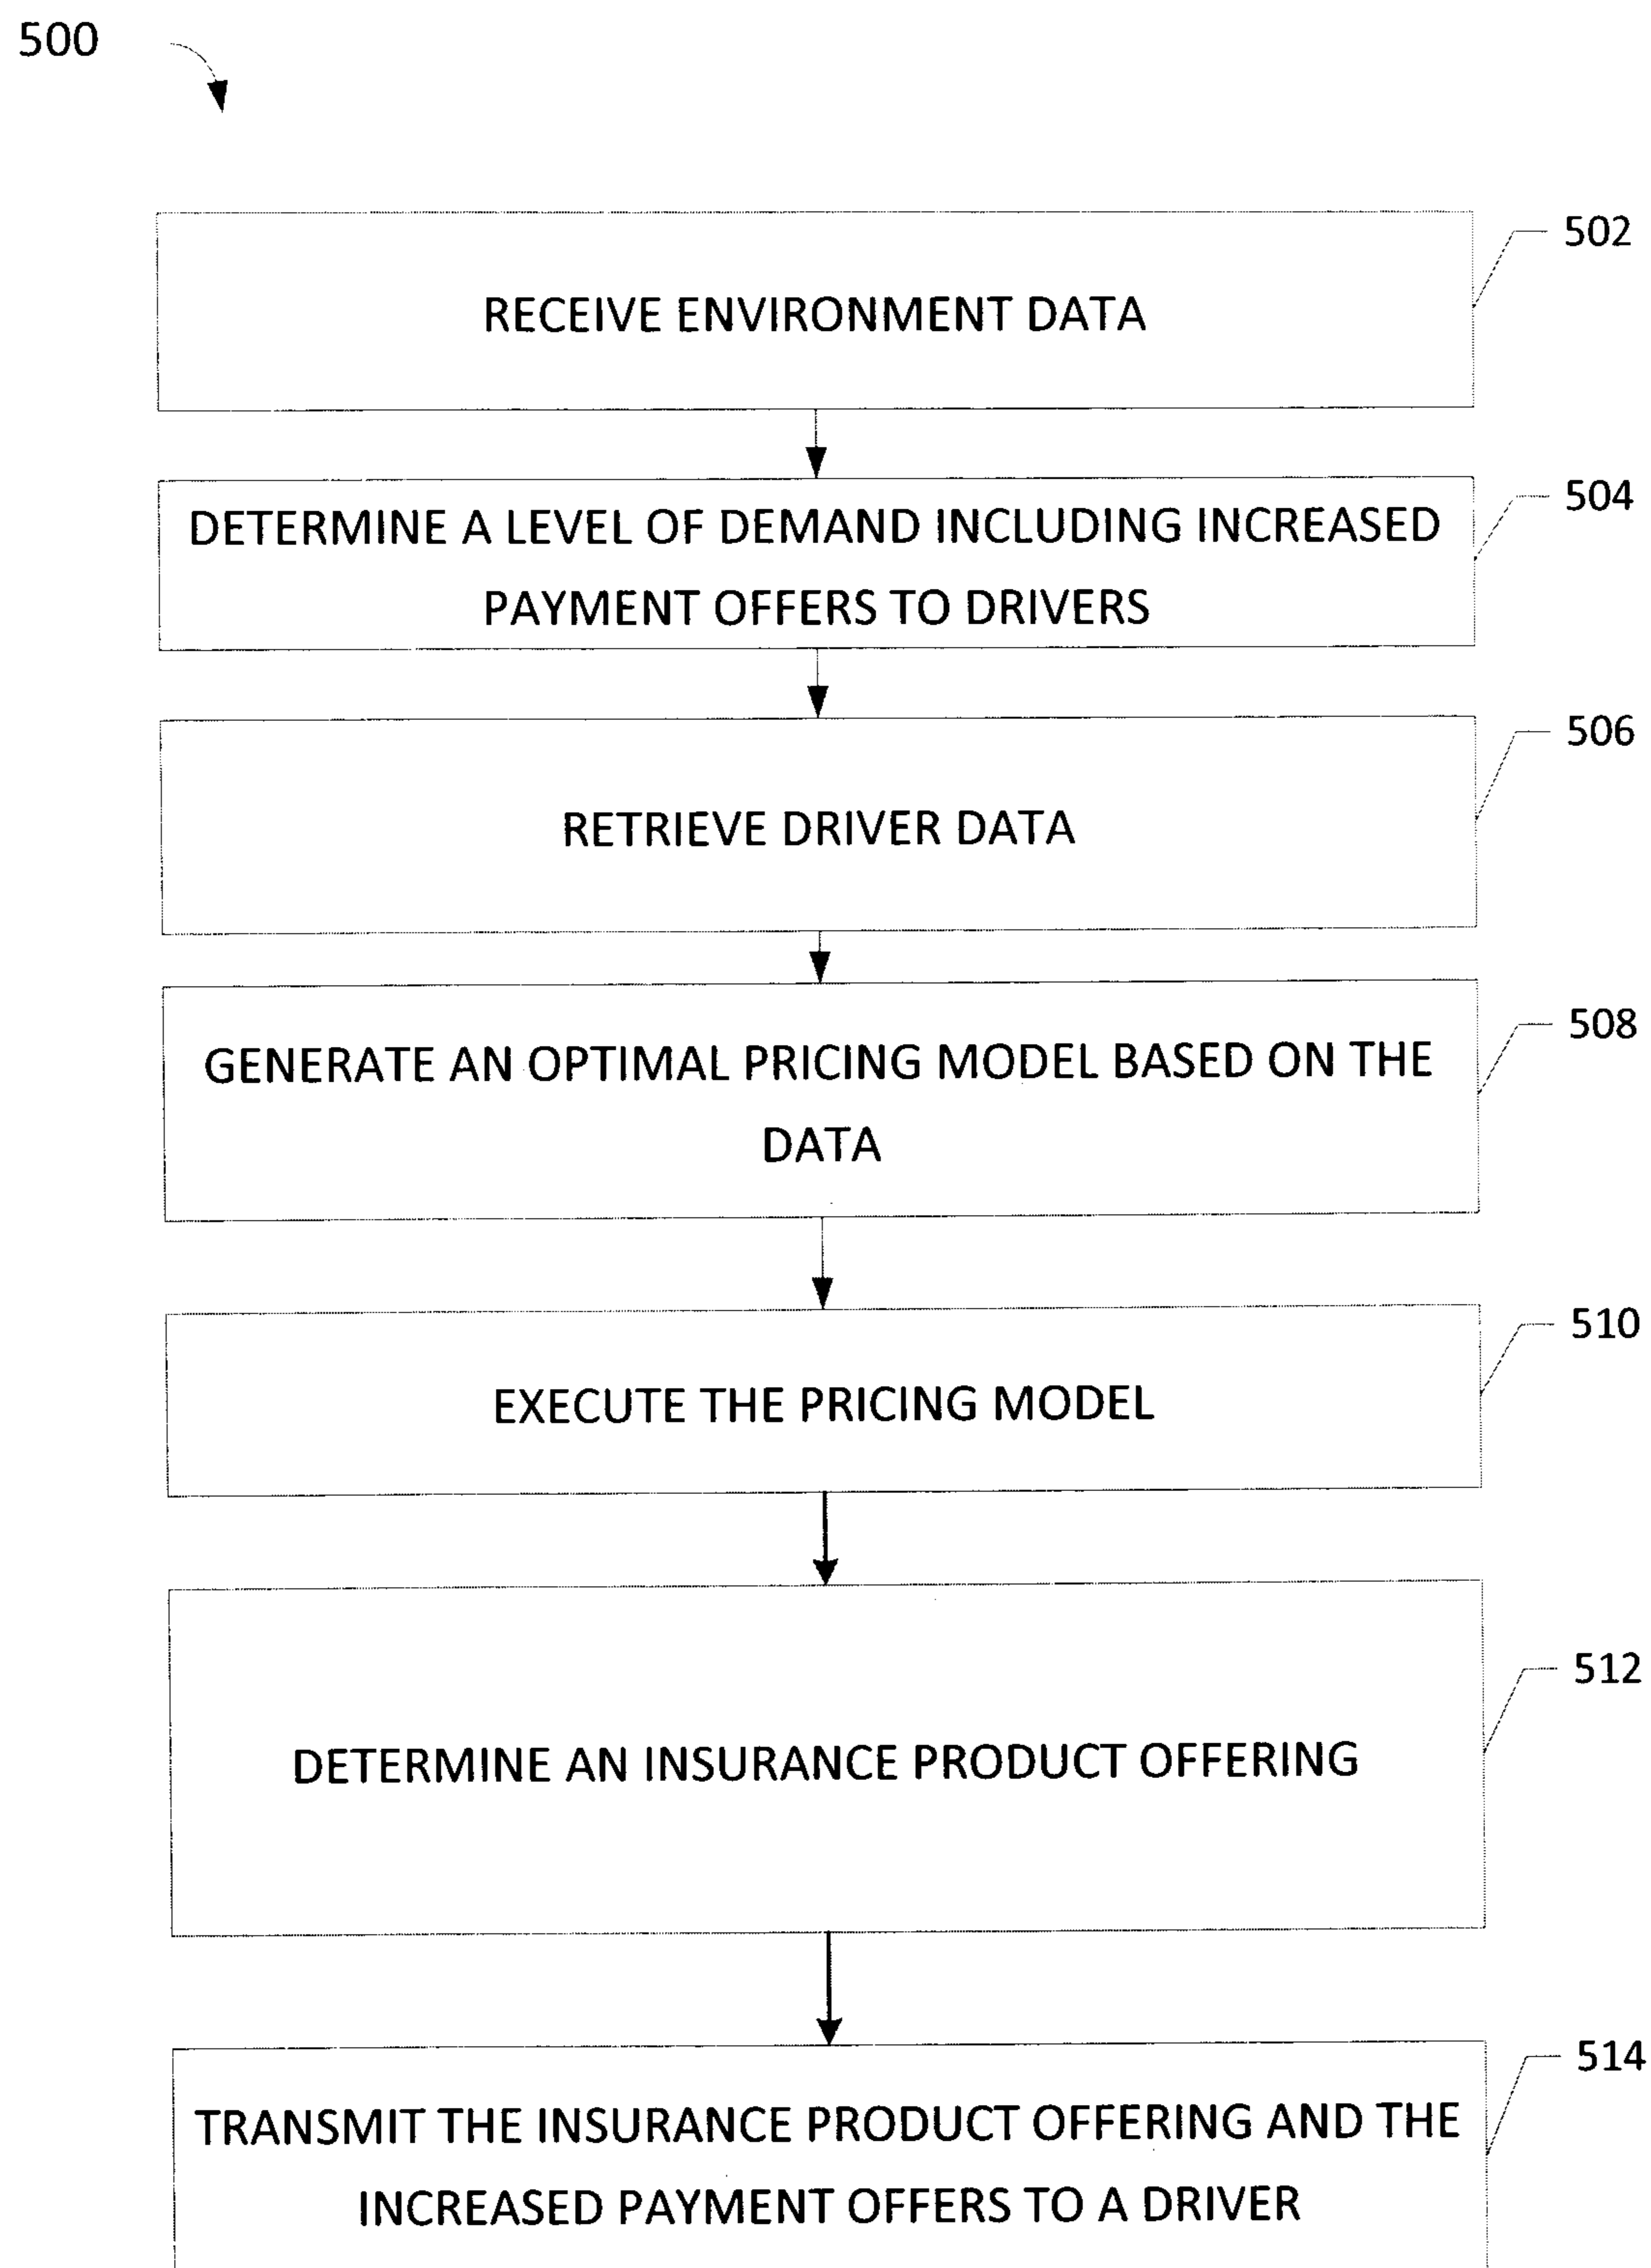 500
502
RECEIVE ENVIRONMENT DATA
504
DETERMINE A LEVEL OF DEMAND INCLUDING INCREASED
PAYMENT OFFERS TO DRIVERS
506
RETRIEVE DRIVER DATA
508
GENERATE AN OPTIMAL PRICING MODEL BASED ON THE
DATA
510
EXECUTE THE PRICING MODEL
512
DETERMINE AN INSURANCE PRODUCT OFFERING
514
TRANSMIT THE INSURANCE PRODUCT OFFERING AND THE
INCREASED PAYMENT OFFERS TO A DRIVER